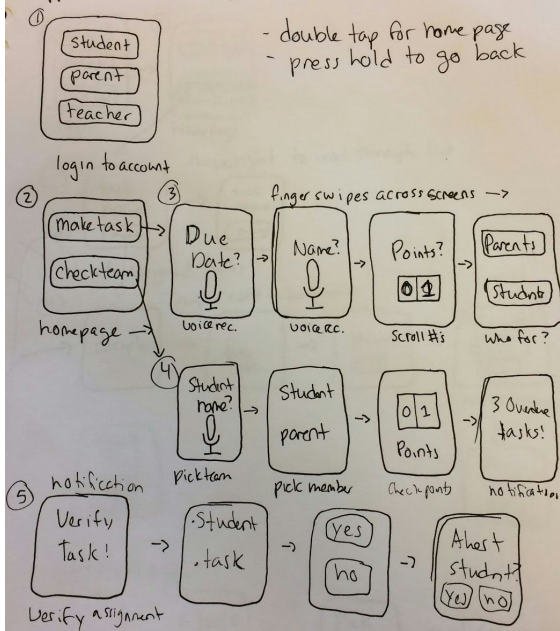 ①
student
parent
teacher
login to account
- double tap for home page
- press hold to go back
②
make task
check team
homepage →
③
finger swipes across screens →
Due
Date?
voice rec.
Name?
voice rec.
Points?
0 1
Scroll #s
Parents
Student
who for?
④
Student
name?
pick team
Student
parent
pick member
0 1
Points
Check points
3 Overdue
tasks!
notification
⑤
notification
Verify
Task!
Verify assignment
. Student
. task
yes
no
Alert
Studnt?
Yes no